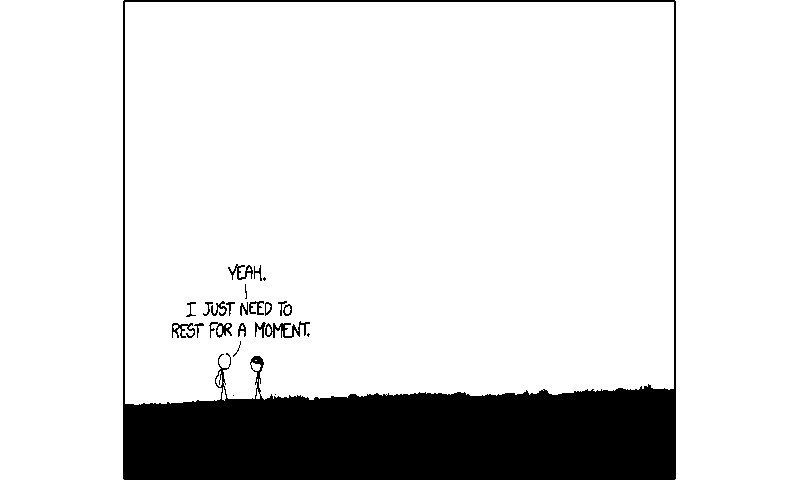 YEAH.
I JUST NEED TO
REST FOR A MOMENT.